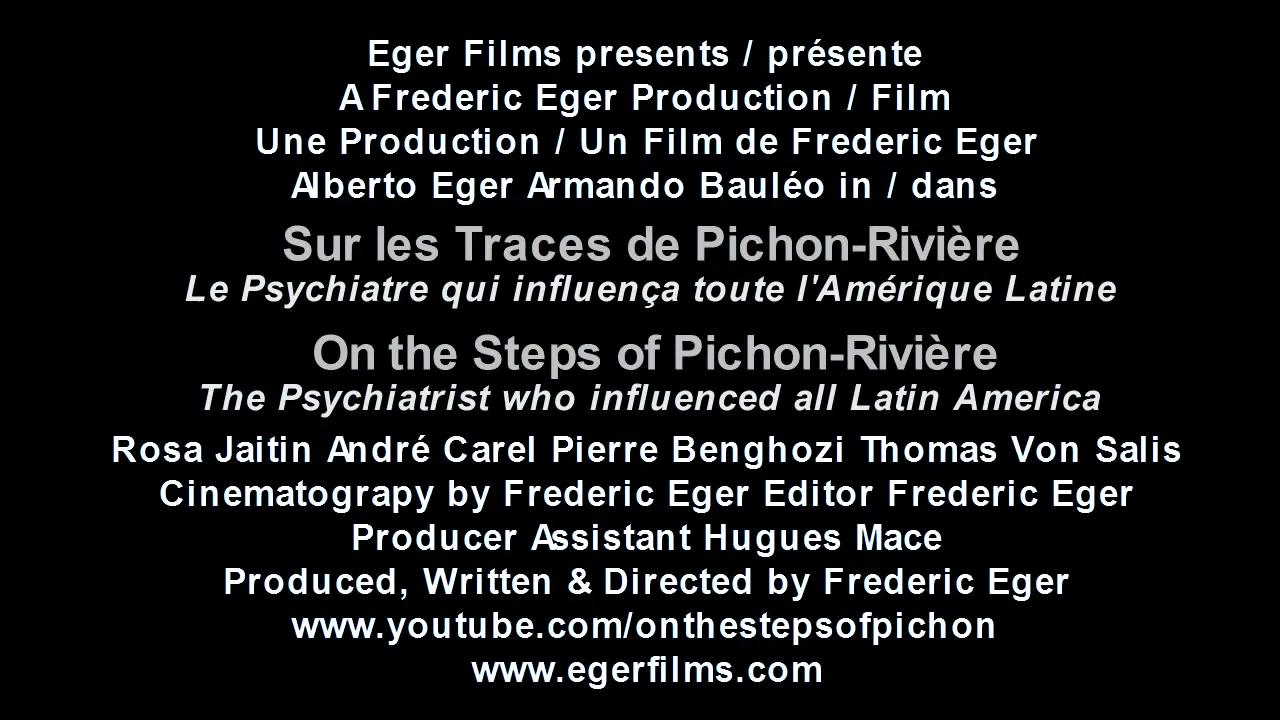 Eger Films presents / présente
A Frederic Eger Production / Film
Une Production / Un Film de Frederic Eger
Alberto Eger Armando Bauléo in / dans
Sur les Traces de Pichon-Rivière
Le Psychiatre qui influença toute l'Amérique Latine
On the Steps of Pichon-Rivière
The Psychiatrist who influenced all Latin America
Rosa Jaitin André Carel Pierre Benghozi Thomas Von Salis
Cinematograpy by Frederic Eger Editor Frederic Eger
Producer Assistant Hugues Mace
Produced, Written & Directed by Frederic Eger
www.youtube.com/onthestepsofpichon
www.egerfilms.com